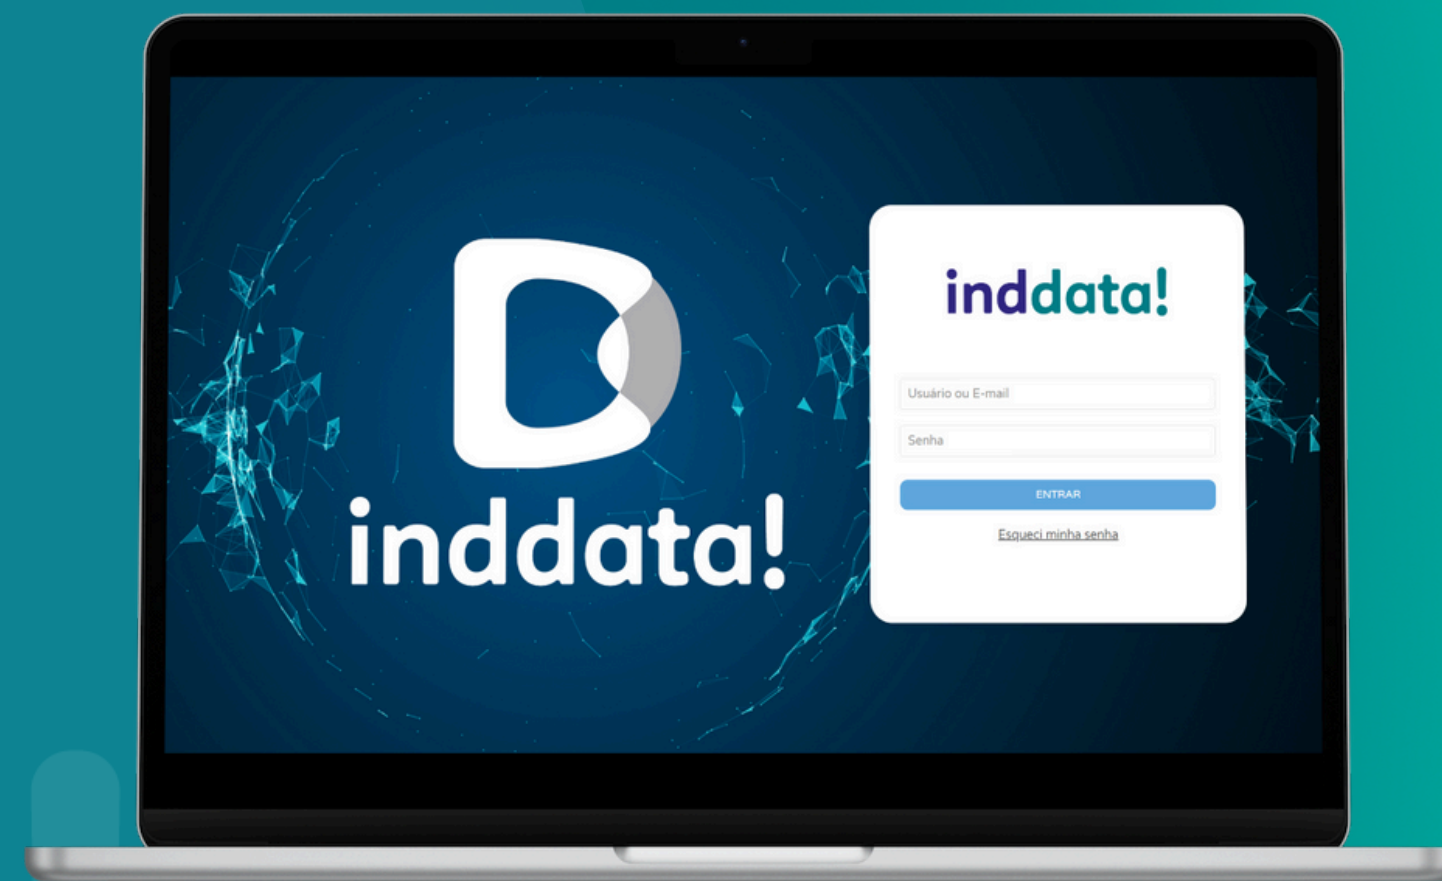 inddata!
inddata!
Usuário ou E-mail
Senha
ENTRAR
Esqueci minha senha